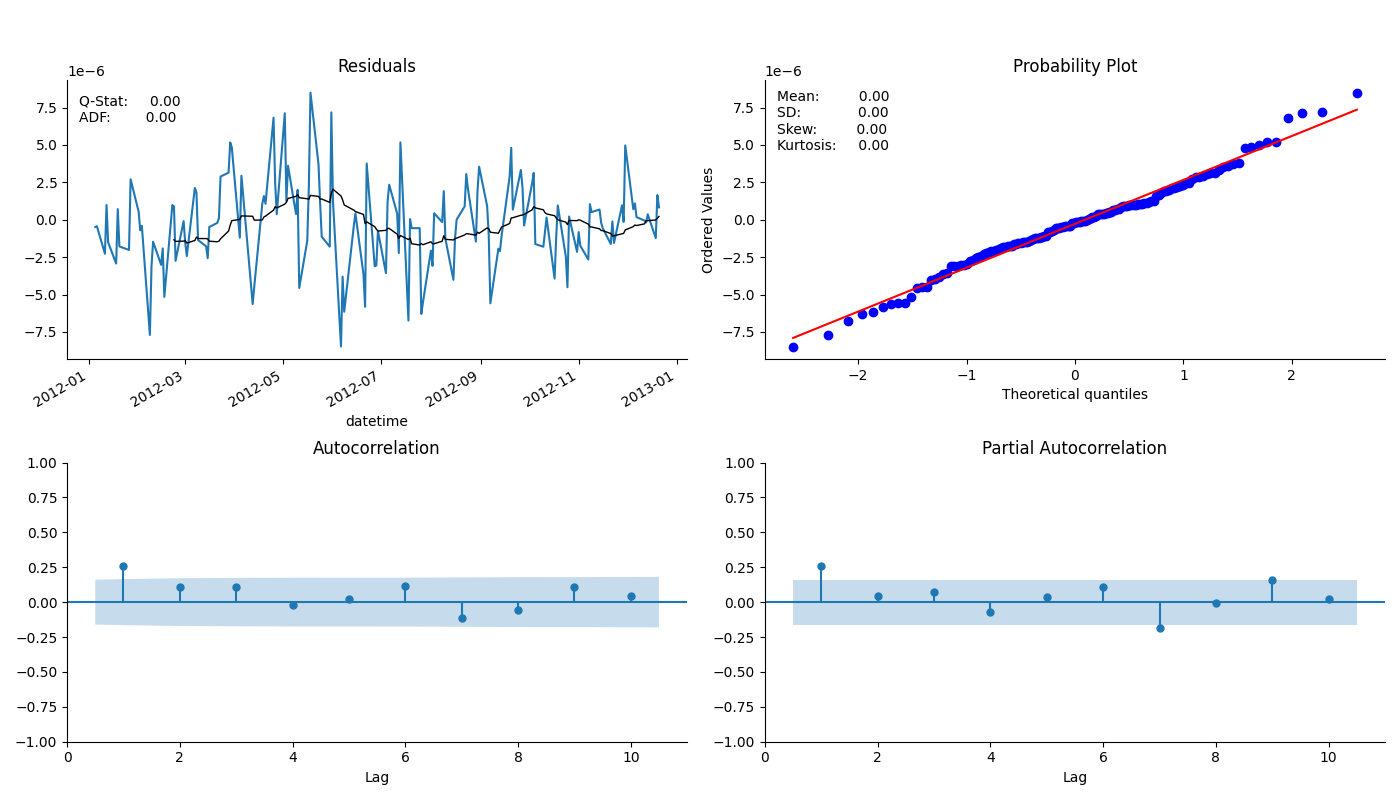 Residuals
1e−6
Q-Stat: 0.00
ADF: 0.00
7.5
5.0
2.5
0.0
−2.5
−5.0
−7.5
2012-01
2012-03
2012-05
2012-07
2012-09
2012-11
2013-01
datetime
Probability Plot
1e−6
Mean: 0.00
SD: 0.00
Skew: 0.00
Kurtosis: 0.00
Ordered Values
7.5
5.0
2.5
0.0
−2.5
−5.0
−7.5
−2 −1 0 1 2
Theoretical quantiles
Autocorrelation
1.00
0.75
0.50
0.25
0.00
−0.25
−0.50
−0.75
−1.00
0 2 4 6 8 10
Lag
Partial Autocorrelation
1.00
0.75
0.50
0.25
0.00
−0.25
−0.50
−0.75
−1.00
0 2 4 6 8 10
Lag